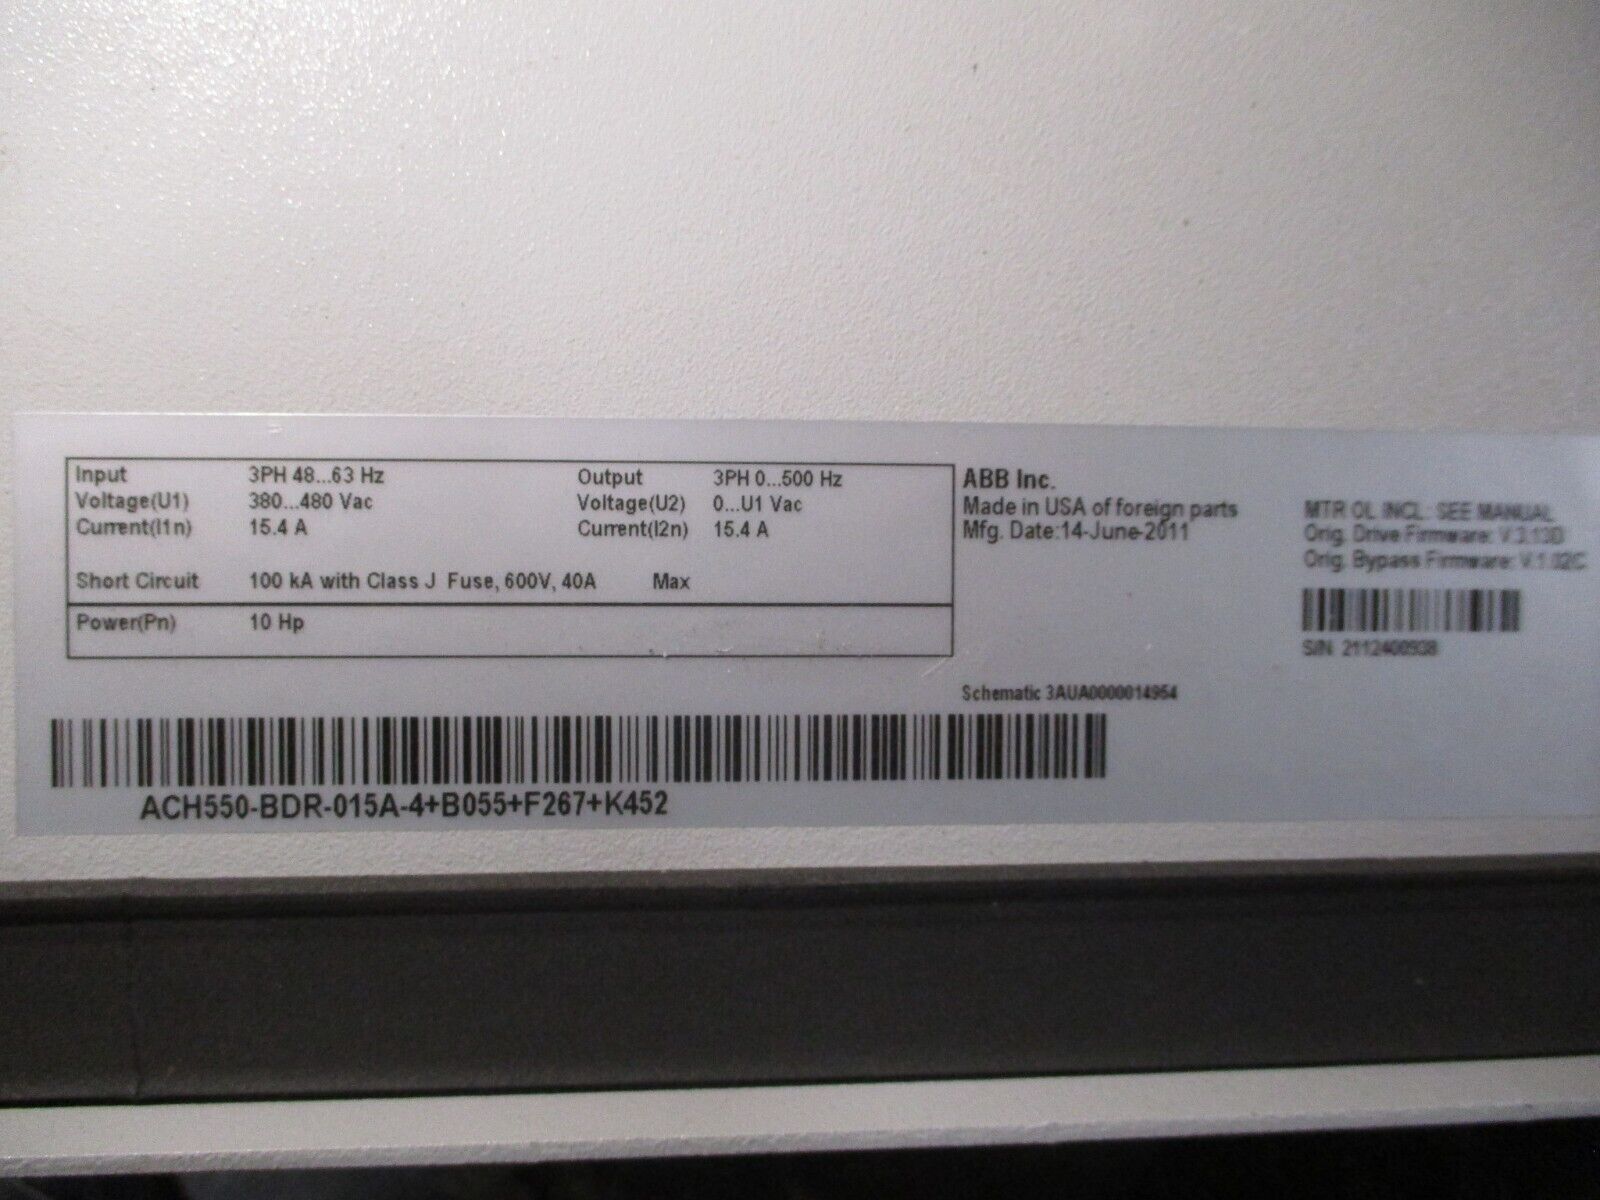 Input 3PH 48...63 Hz Output 3PH 0...500 Hz
Voltage(U1) 380...480 Vac Voltage(U2) 0...U1 Vac
Current(I1n) 15.4 A Current(I2n) 15.4 A
Short Circuit 100 kA with Class J Fuse, 600V, 40A Max
Power(Pn) 10 Hp
ABB Inc.
Made in USA of foreign parts
Mfg. Date:14-June-2011
MTR OL INCL: SEE MANUAL
Orig. Drive Firmware: V.3.13D
Orig. Bypass Firmware: V.1.02C
S/N
Schematic 3AUA0000014964
ACH550-BDR-015A-4+B055+F267+K452